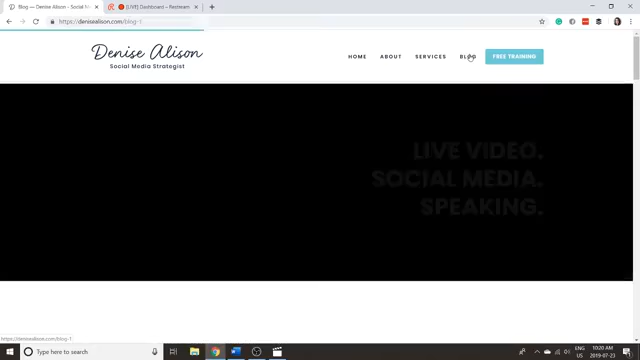 Blog — Denise Alison - Social M
[LIVE] Dashboard – Restream
https://denisealison.com/blog-1
Denise Alison
Social Media Strategist
HOME
ABOUT
SERVICES
BLOG
FREE TRAINING
LIVE VIDEO.
SOCIAL MEDIA.
SPEAKING.
https://denisealison.com/blog-1
Type here to search
ENG
US
10:20 AM
2019-07-23